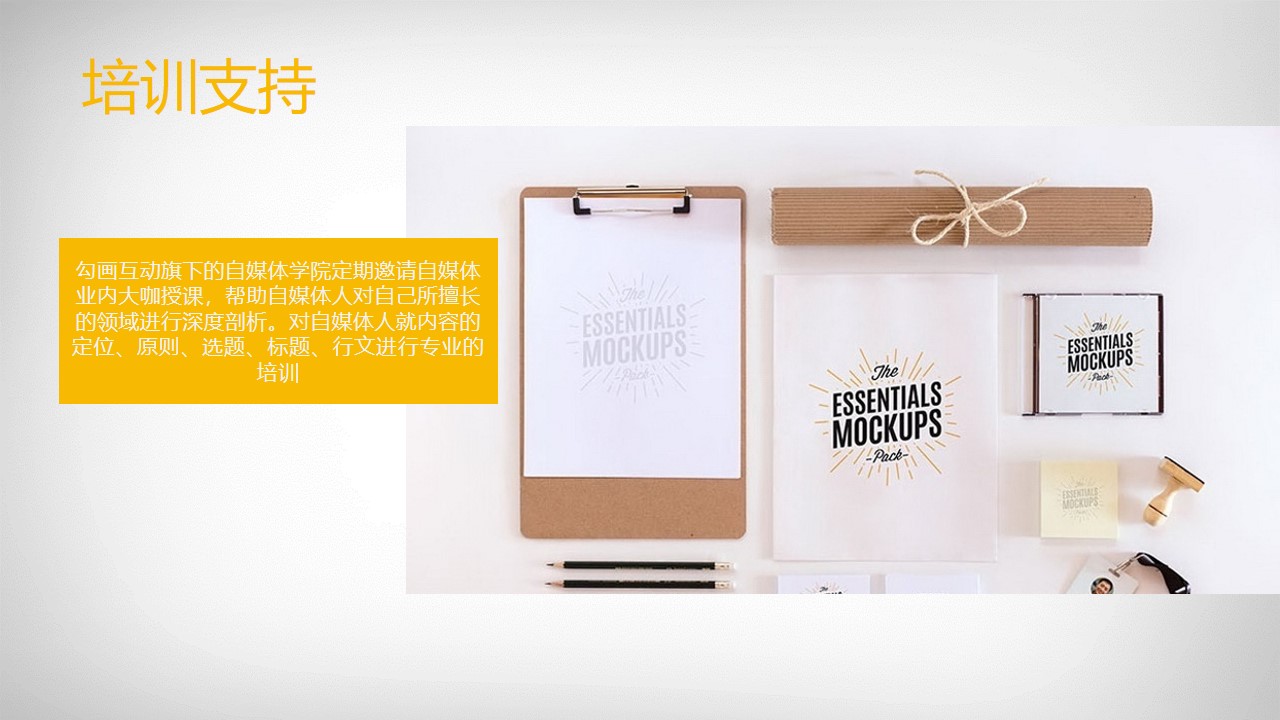 培训支持
勾画互动旗下的自媒体学院定期邀请自媒体
业内大咖授课，帮助自媒体人对自己所擅长
的领域进行深度剖析。对自媒体人就内容的
定位、原则、选题、标题、行文进行专业的
培训
The
ESSENTIALS
MOCKUPS
Pack
The
ESSENTIALS
MOCKUPS
-Pack-
The
ESSENTIALS
MOCKUPS
-Pack-
ESSENTIALS
MOCKUPS